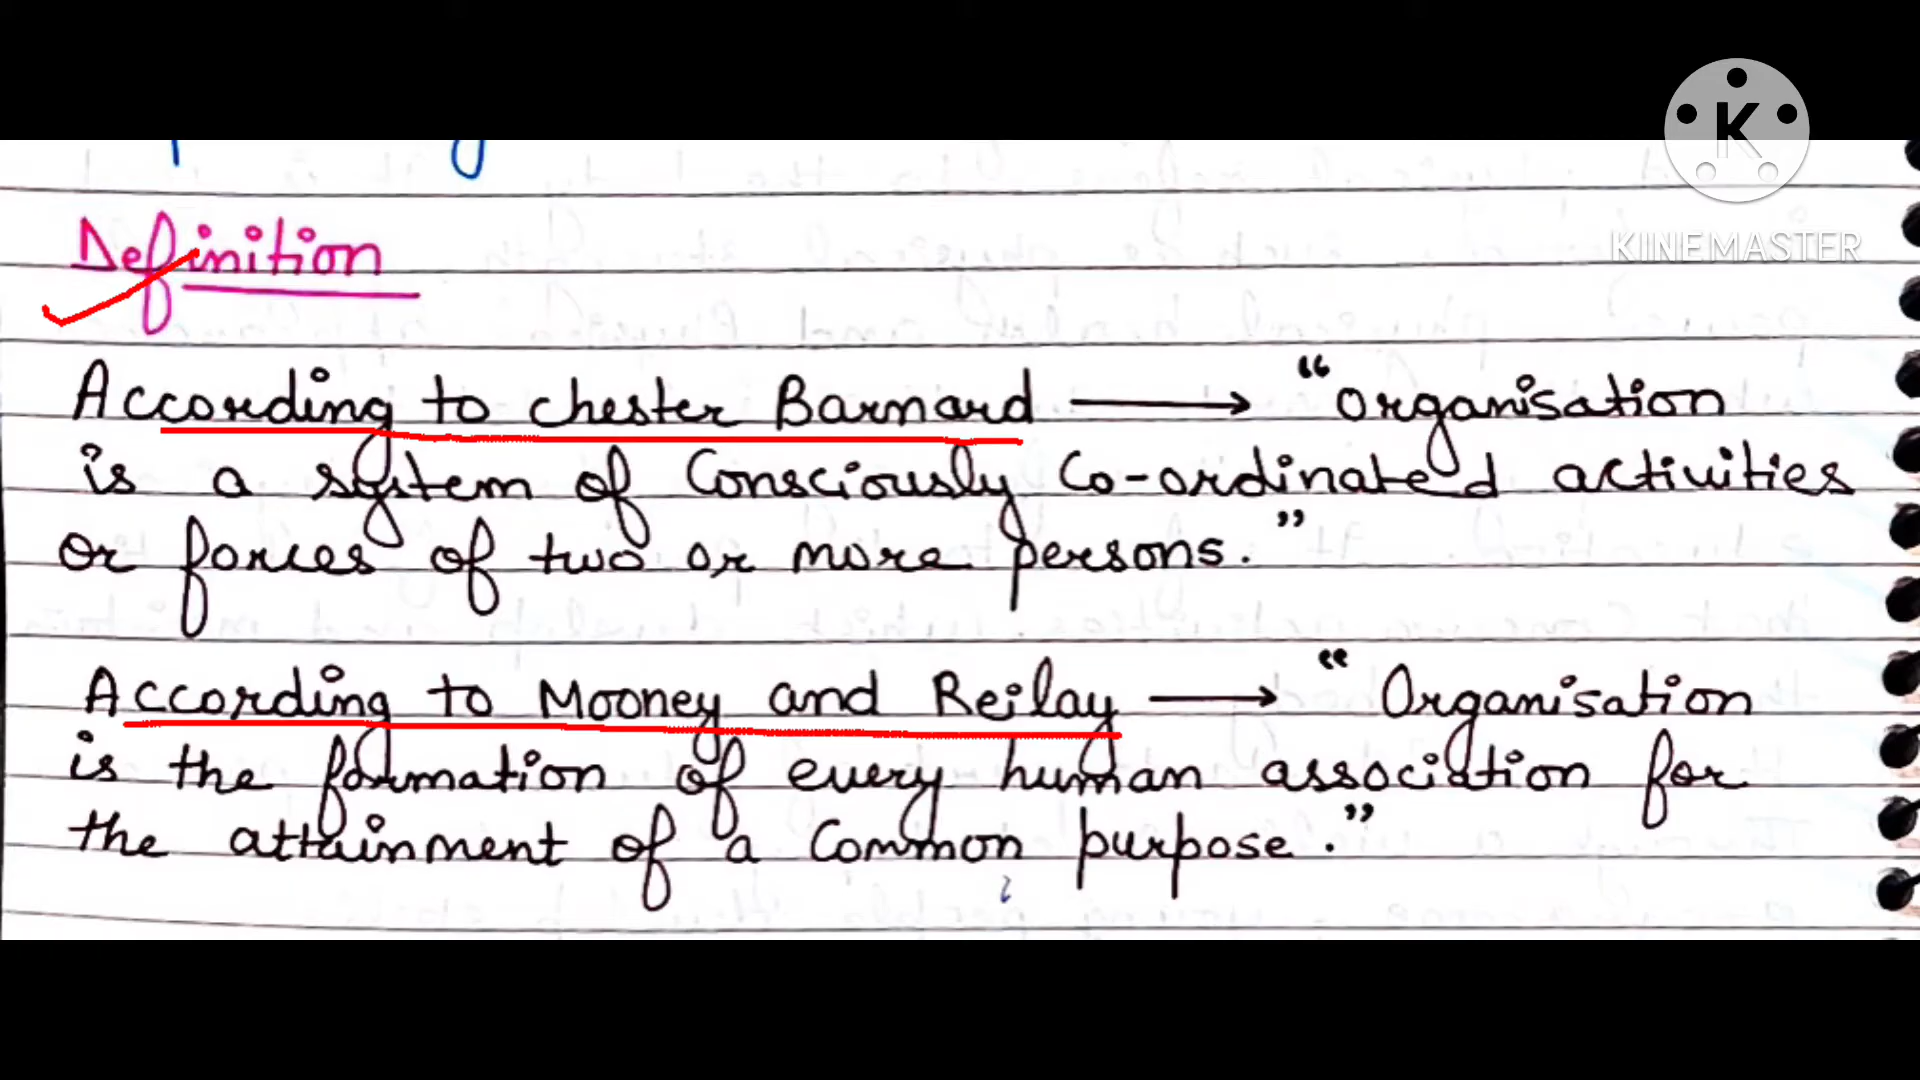 K
KINEMASTER
Definition
According to Chester Barnard → “Organisation
is a system of Consciously Co-ordinated activities
or forces of two or more persons.”
According to Mooney and Reilay → “Organisation
is the formation of every human association for
the attainment of a Common purpose.”